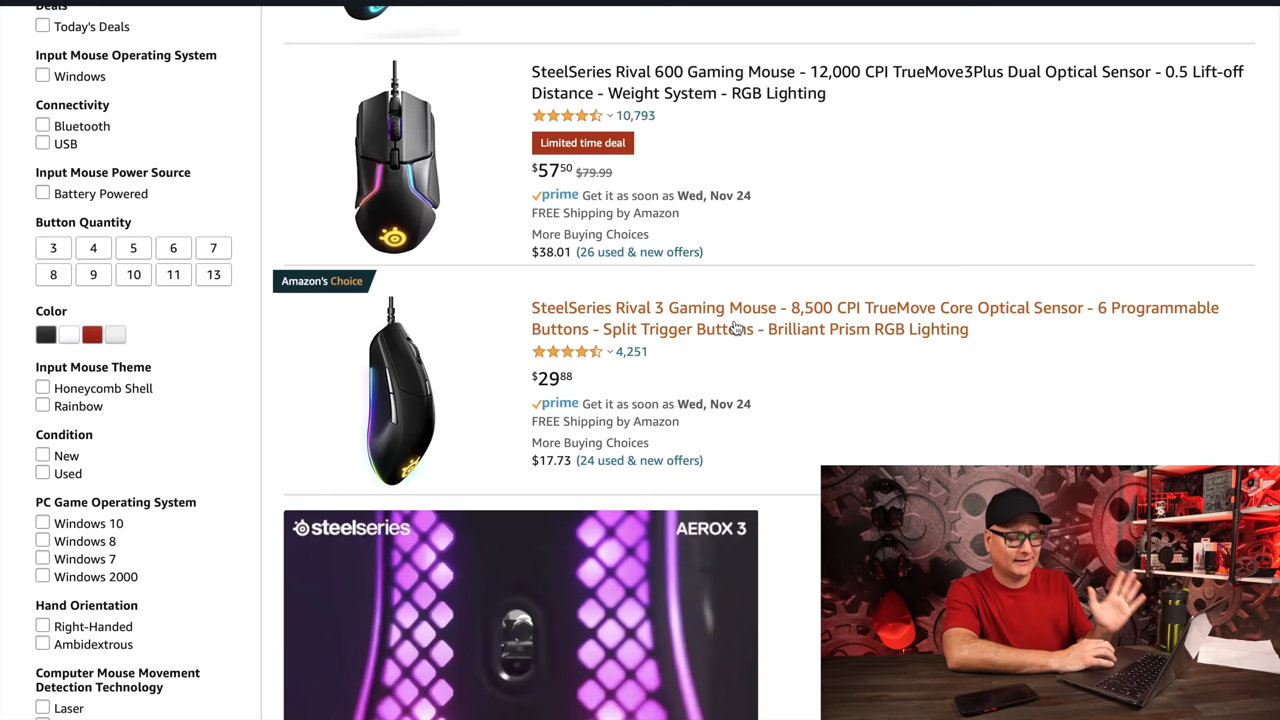 Deals
Today's Deals
Input Mouse Operating System
Windows
Connectivity
Bluetooth
USB
Input Mouse Power Source
Battery Powered
Button Quantity
3 4 5 6 7
8 9 10 11 13
Color
Input Mouse Theme
Honeycomb Shell
Rainbow
Condition
New
Used
PC Game Operating System
Windows 10
Windows 8
Windows 7
Windows 2000
Hand Orientation
Right-Handed
Ambidextrous
Computer Mouse Movement
Detection Technology
Laser
SteelSeries Rival 600 Gaming Mouse - 12,000 CPI TrueMove3Plus Dual Optical Sensor - 0.5 Lift-off
Distance - Weight System - RGB Lighting
10,793
Limited time deal
$57 50 $79.99
prime Get it as soon as Wed, Nov 24
FREE Shipping by Amazon
More Buying Choices
$38.01 (26 used & new offers)
Amazon's Choice
SteelSeries Rival 3 Gaming Mouse - 8,500 CPI TrueMove Core Optical Sensor - 6 Programmable
Buttons - Split Trigger Buttons - Brilliant Prism RGB Lighting
4,251
$29 88
prime Get it as soon as Wed, Nov 24
FREE Shipping by Amazon
More Buying Choices
$17.73 (24 used & new offers)
steelseries
AEROX 3